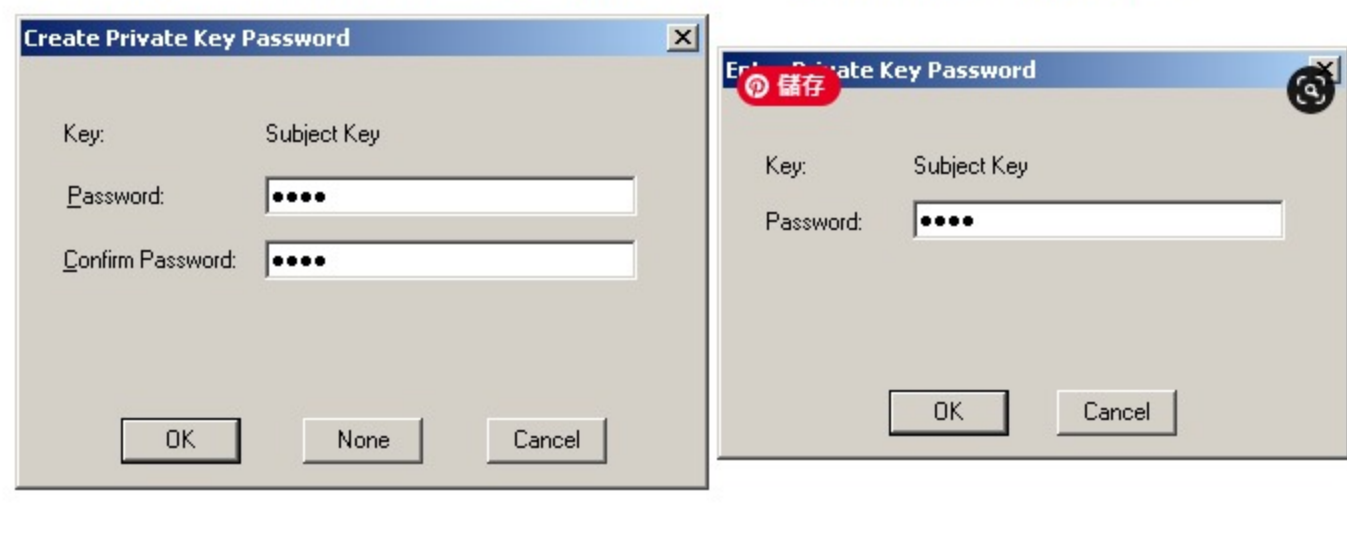 Create Private Key Password
Key: Subject Key
Password: ••••
Confirm Password: ••••
OK None Cancel
Key Password
儲存
Key: Subject Key
Password: ••••
OK Cancel